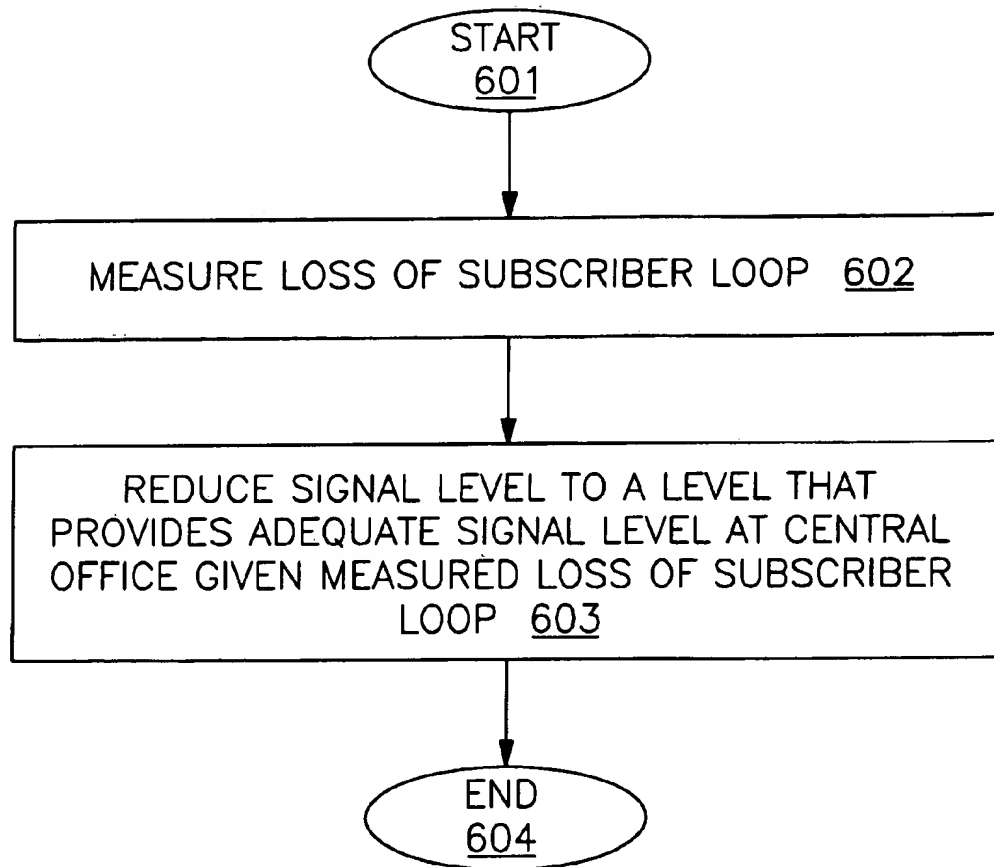 START
601
MEASURE LOSS OF SUBSCRIBER LOOP 602
REDUCE SIGNAL LEVEL TO A LEVEL THAT
PROVIDES ADEQUATE SIGNAL LEVEL AT CENTRAL
OFFICE GIVEN MEASURED LOSS OF SUBSCRIBER
LOOP 603
END
604